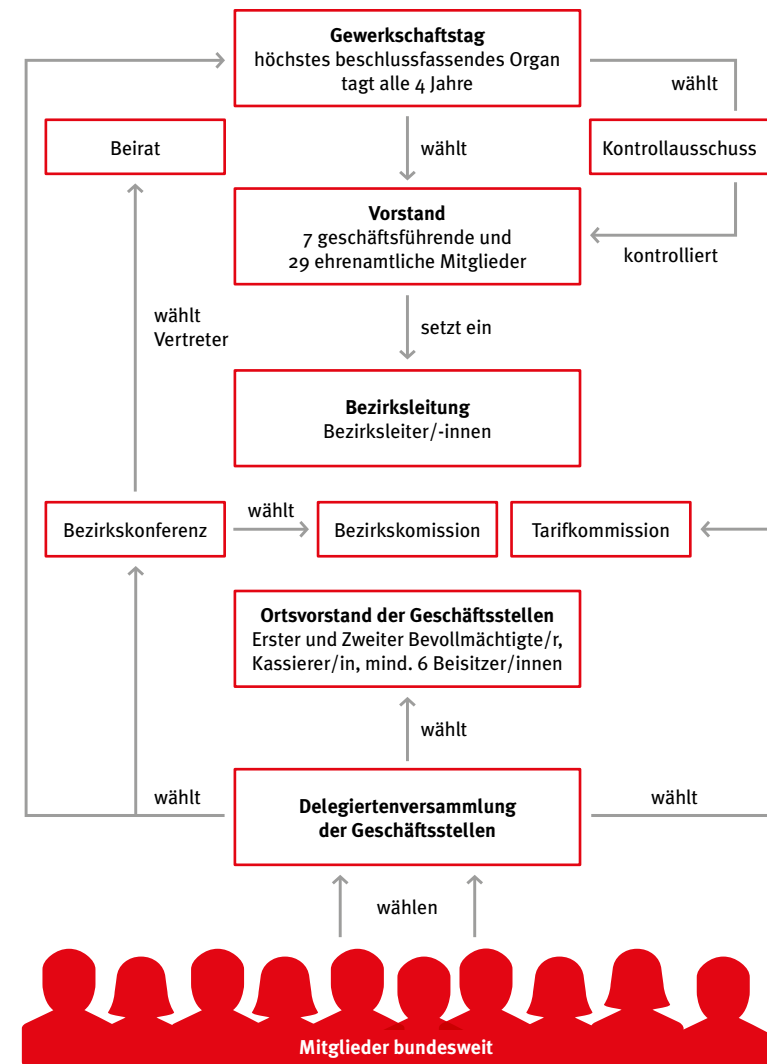 Gewerkschaftstag
höchstes beschlussfassendes Organ
tagt alle 4 Jahre
wählt
Beirat
wählt
Kontrollausschuss
Vorstand
7 geschäftsführende und
29 ehrenamtliche Mitglieder
kontrolliert
wählt
Vertreter
setzt ein
Bezirksleitung
Bezirksleiter/-innen
Bezirkskonferenz
wählt
Bezirkskomission
Tarifkommission
Ortsvorstand der Geschäftsstellen
Erster und Zweiter Bevollmächtigte/r,
Kassierer/in, mind. 6 Beisitzer/innen
wählt
wählt
Delegiertenversammlung
der Geschäftsstellen
wählt
wählen
Mitglieder bundesweit